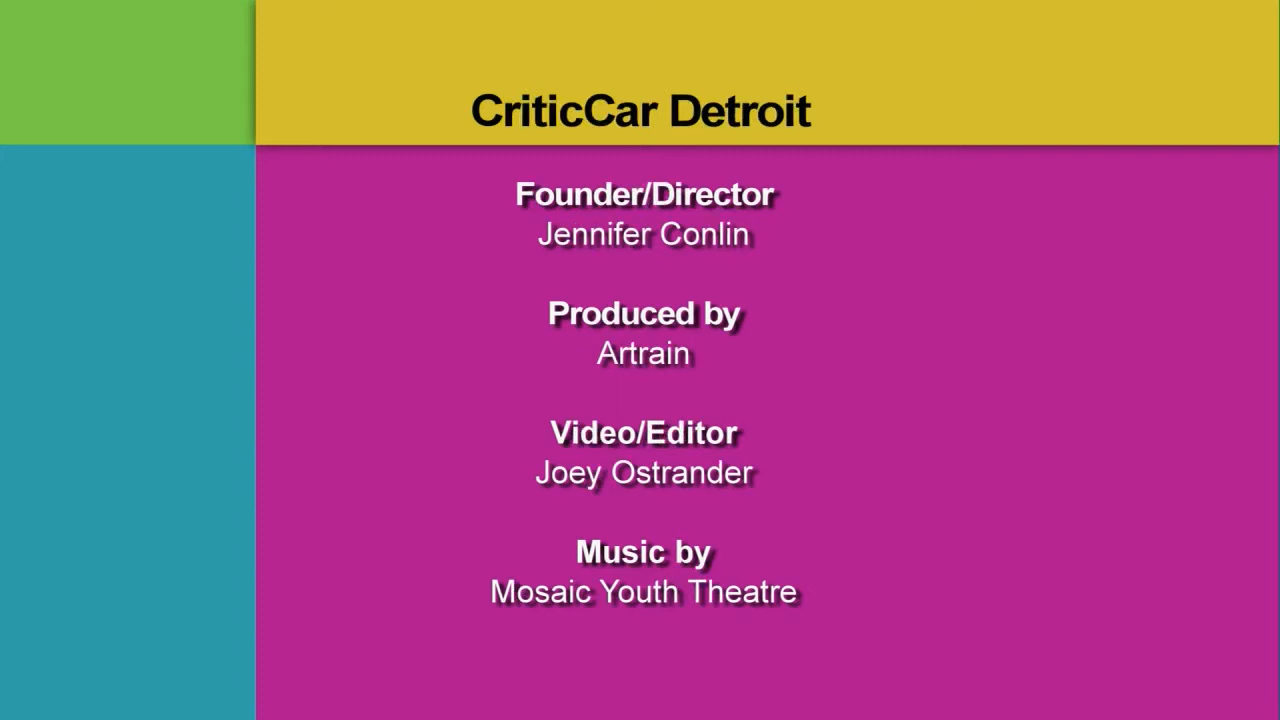 CriticCar Detroit
Founder/Director
Jennifer Conlin
Produced by
Artrain
Video/Editor
Joey Ostrander
Music by
Mosaic Youth Theatre